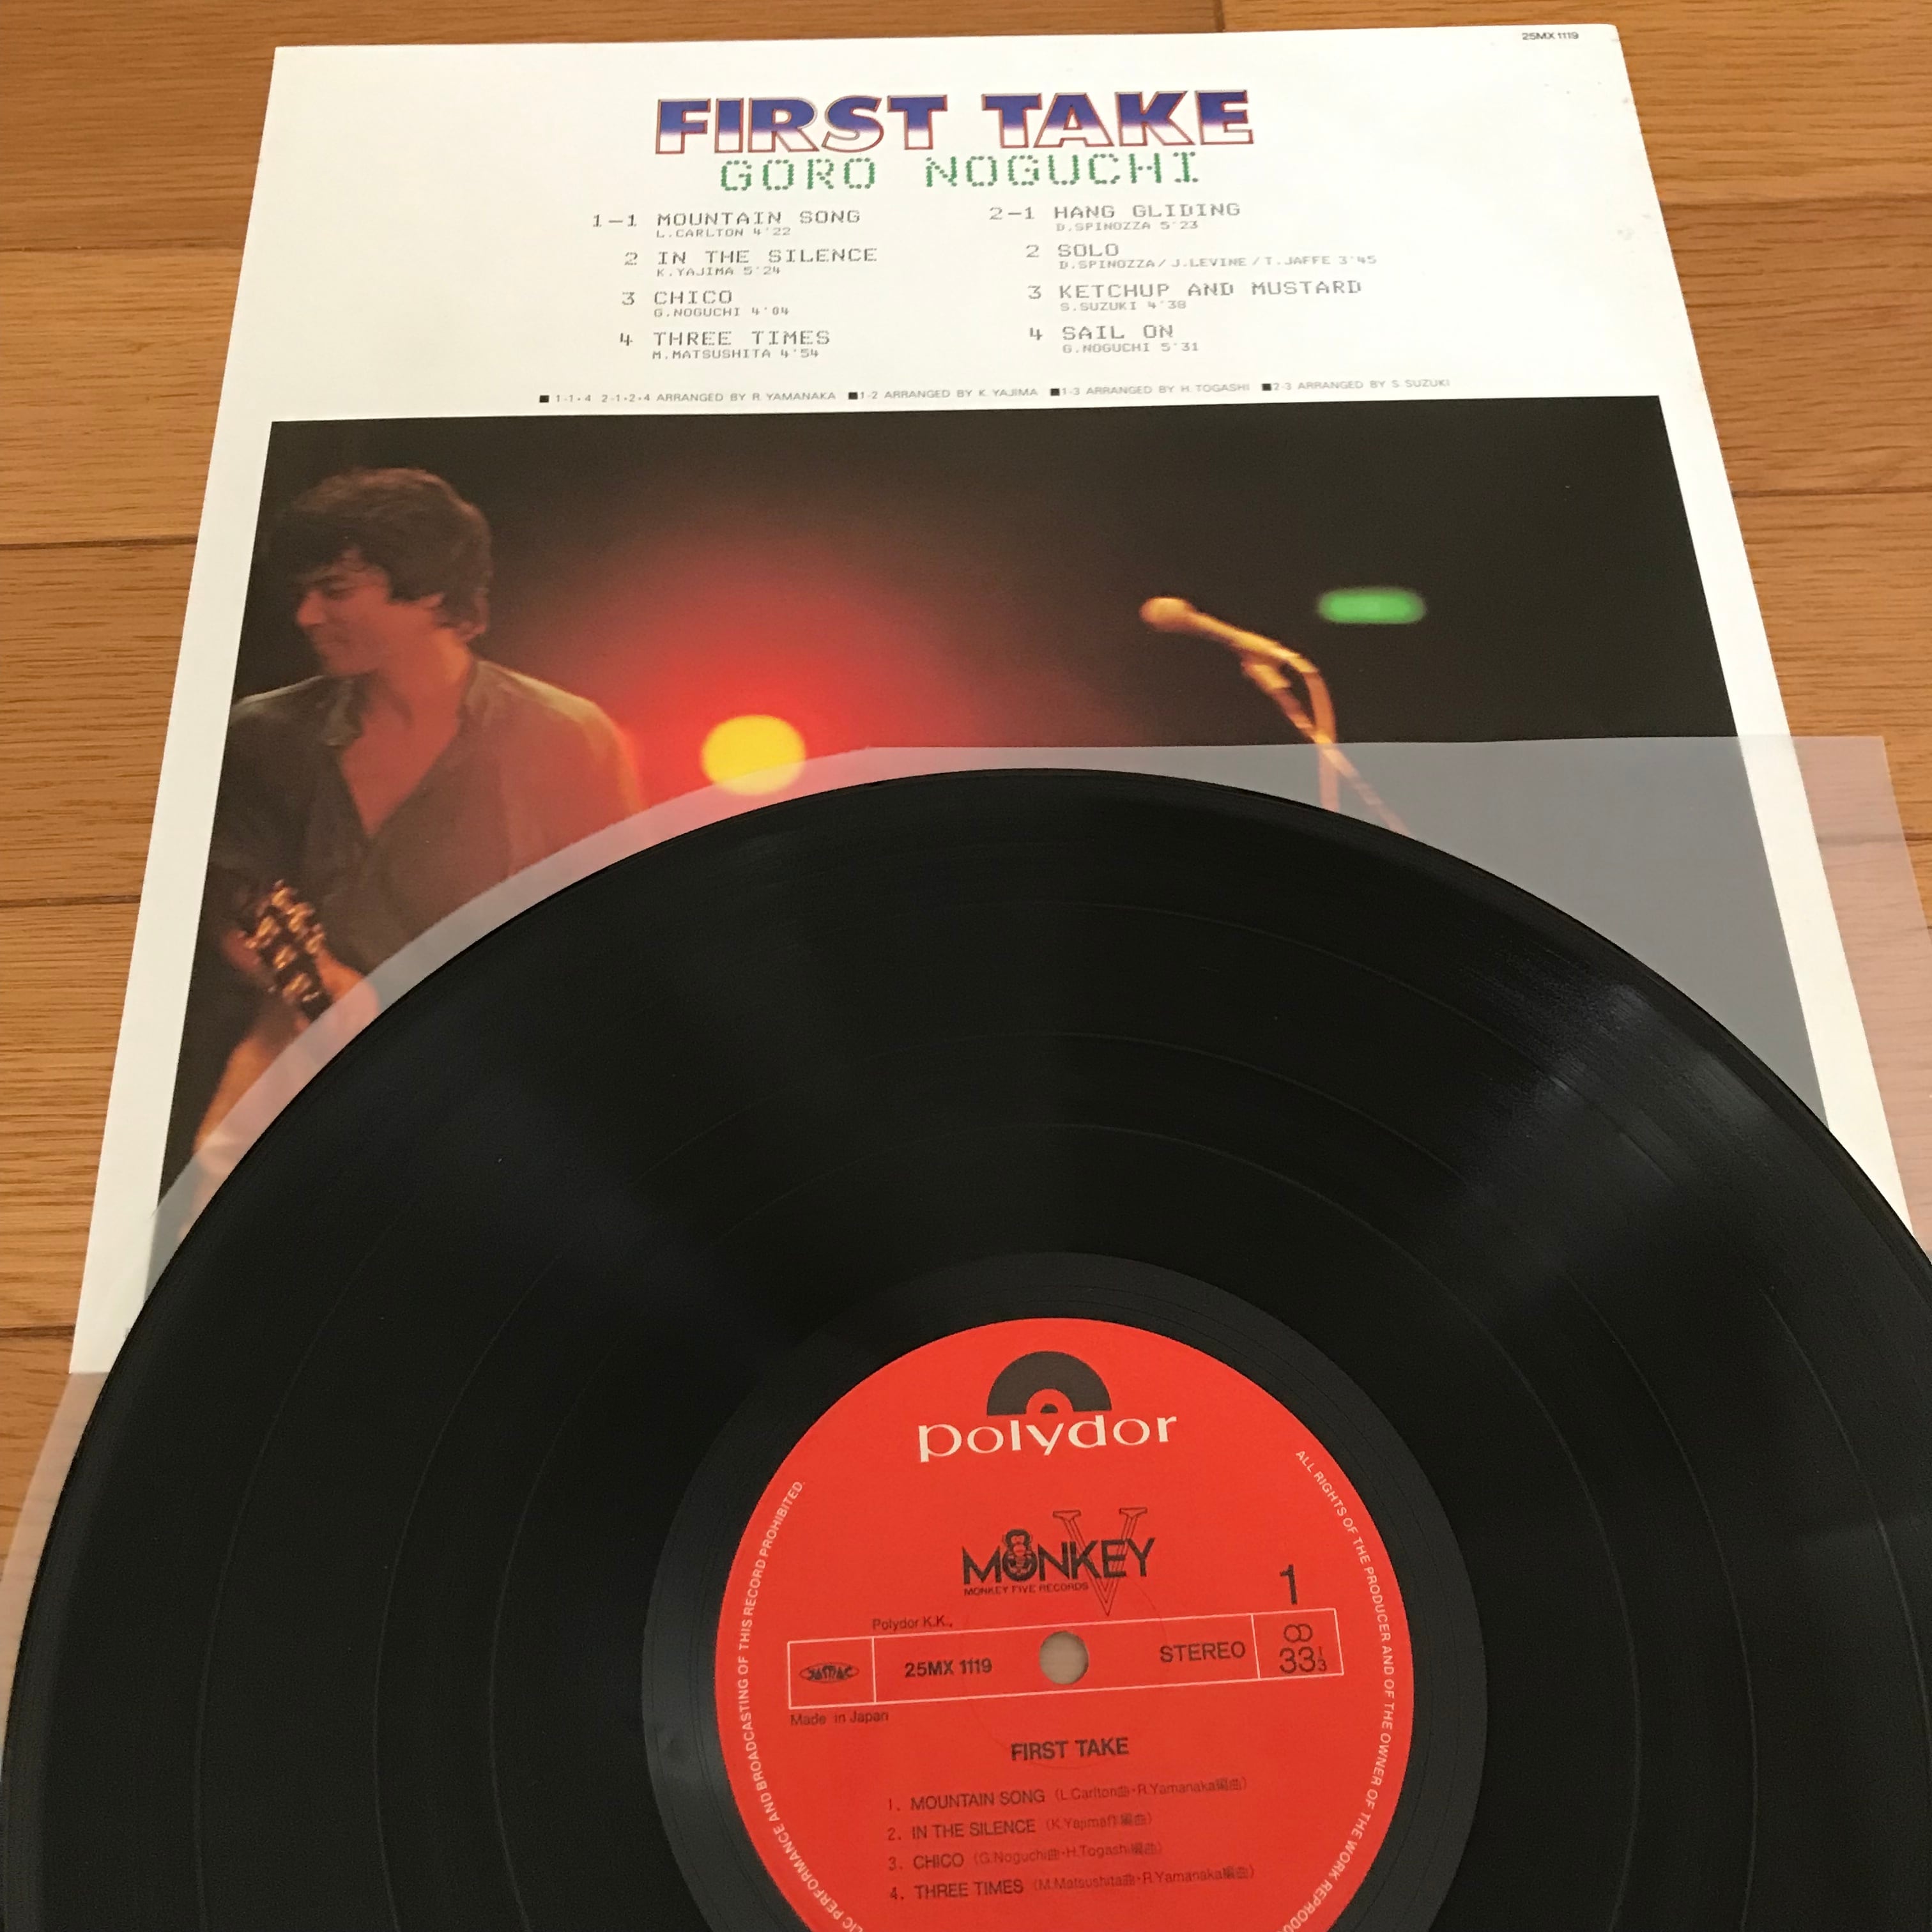 25MX 1119
FIRST TAKE
GORO NOGUCHI
1-1 MOUNTAIN SONG
L.CARLTON 4'22
2 IN THE SILENCE
K.YAJIMA 5'24
3 CHICO
G.NOGUCHI 4'04
4 THREE TIMES
M.MATSUSHITA 4'54
2-1 HANG GLIDING
D.SPINOZZA 5'23
2 SOLO
D.SPINOZZA/J.LEVINE/T.JAFFE 3'45
3 KETCHUP AND MUSTARD
S.SUZUKI 4'38
4 SAIL ON
G.NOGUCHI 5'31
■ 1-1•4 2-1•2•4 ARRANGED BY R. YAMANAKA ■1-2 ARRANGED BY K. YAJIMA ■1-3 ARRANGED BY H. TOGASHI ■2-3 ARRANGED BY S. SUZUKI
polydor
MONKEY V
MONKEY FIVE RECORDS
1
Polydor K.K.,
JASRAC
25MX 1119
STEREO
33⅓
Made in Japan
FIRST TAKE
1. MOUNTAIN SONG (L.Carlton曲・R.Yamanaka編曲)
2. IN THE SILENCE (K.Yajima作編曲)
3. CHICO (G.Noguchi曲・H.Togashi編曲)
4. THREE TIMES (M.Matsushita曲・R.Yamanaka編曲)
ALL RIGHTS OF THE PRODUCER AND OF THE OWNER OF THE WORK
PERFORMANCE AND BROADCASTING OF THIS RECORD PROHIBITED